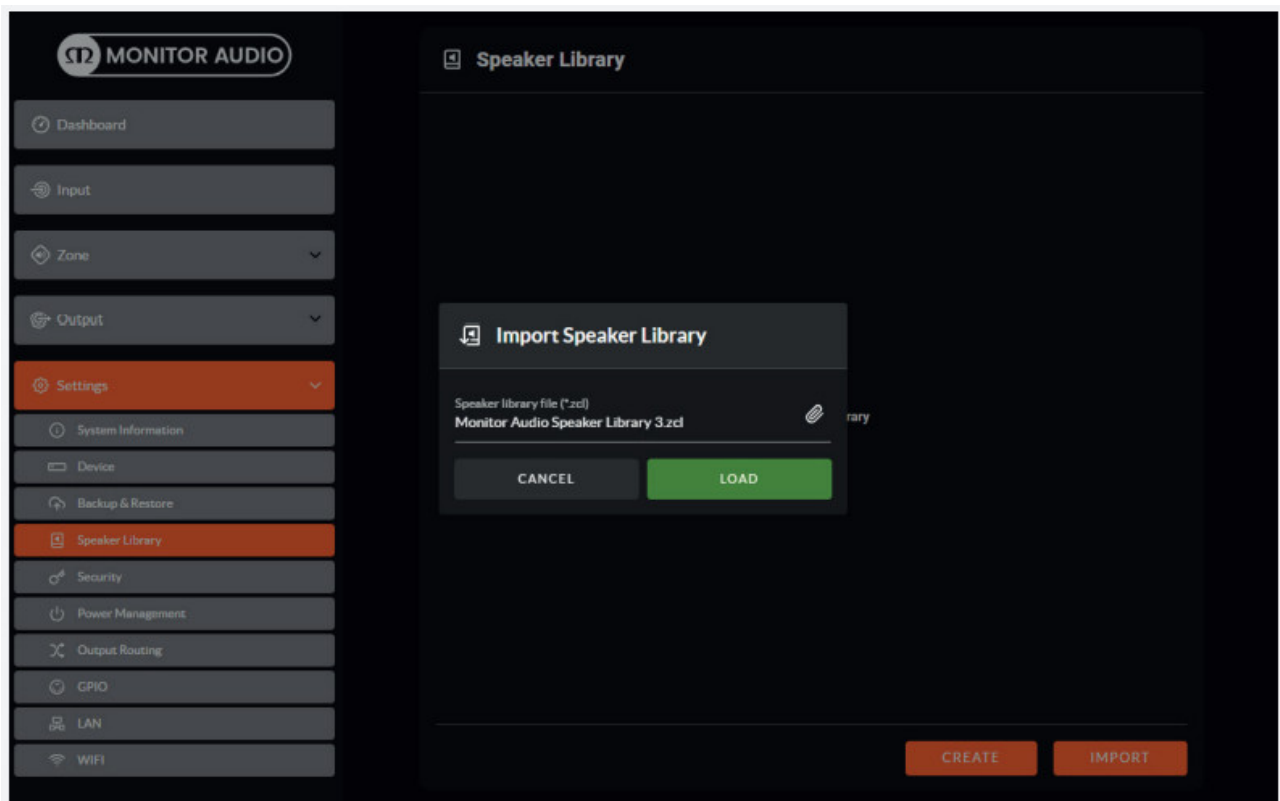 MONITOR AUDIO
Dashboard
Input
Zone
Output
Settings
System Information
Device
Backup & Restore
Speaker Library
Security
Power Management
Output Routing
GPIO
LAN
WIFI
Speaker Library
Import Speaker Library
Speaker library file (*.zcl)
Monitor Audio Speaker Library 3.zcl
CANCEL
LOAD
CREATE
IMPORT